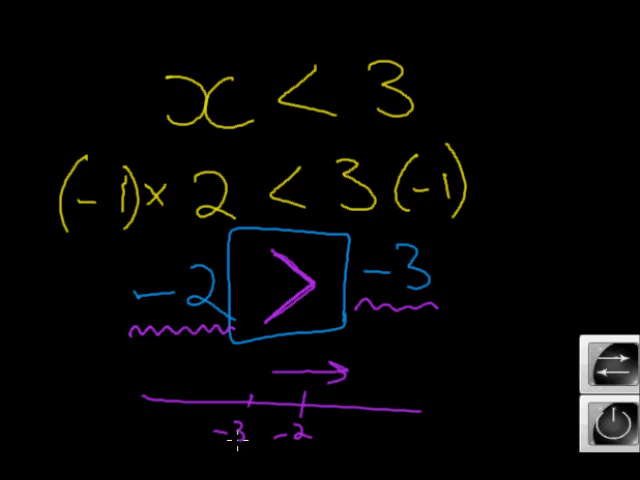 x < 3
(-1)× 2 < 3 (-1)
-2 > -3
-3 -2